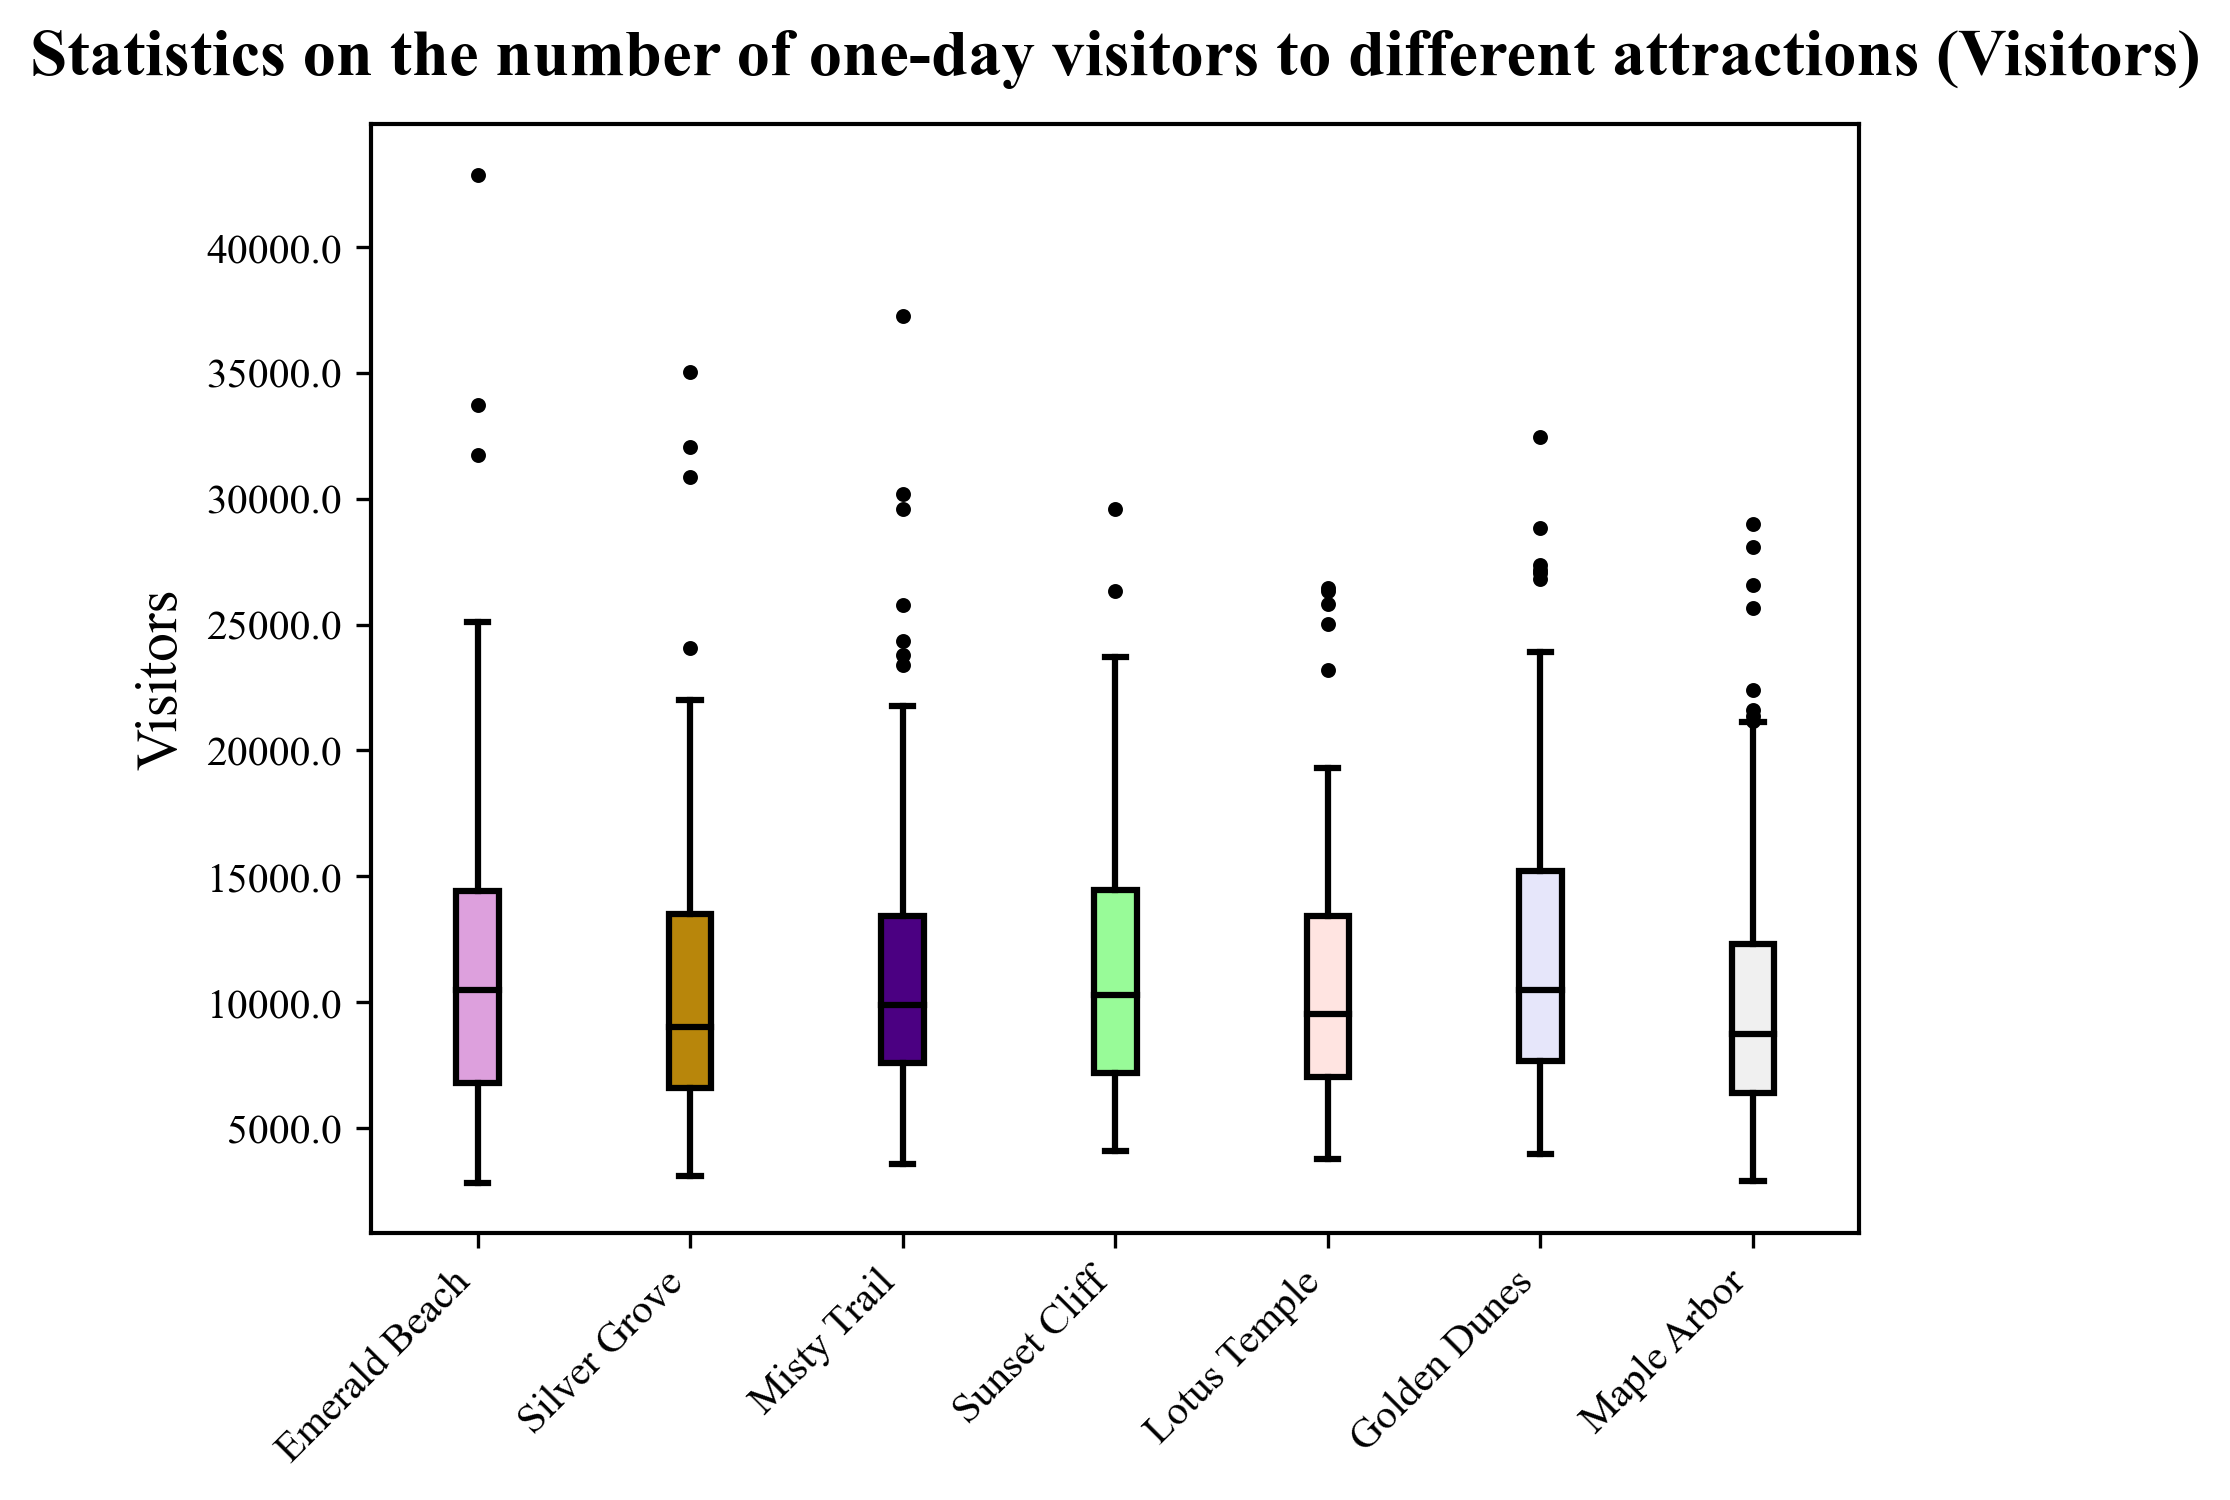 Statistics on the number of one-day visitors to different attractions (Visitors)
Visitors
40000.0
35000.0
30000.0
25000.0
20000.0
15000.0
10000.0
5000.0
Emerald Beach
Silver Grove
Misty Trail
Sunset Cliff
Lotus Temple
Golden Dunes
Maple Arbor